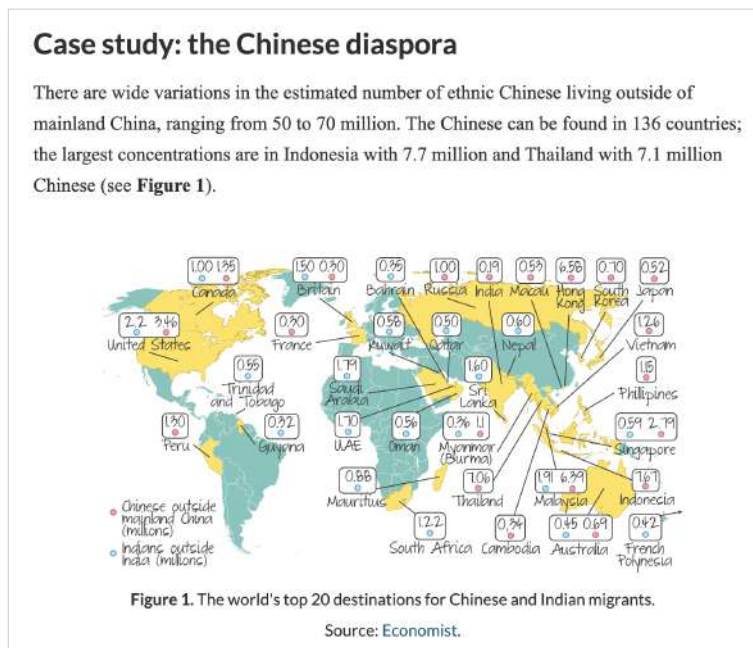 Case study: the Chinese diaspora
There are wide variations in the estimated number of ethnic Chinese living outside of
mainland China, ranging from 50 to 70 million. The Chinese can be found in 136 countries;
the largest concentrations are in Indonesia with 7.7 million and Thailand with 7.1 million
Chinese (see Figure 1).
1.00 1.35
Canada
1.50 0.30
Britain
0.35
Bahrain
1.00
Russia
0.19
India
0.53
Macau
6.58
Hong
Kong
0.70
South
Korea
0.52
Japan
2.2 3.46
United States
0.30
France
0.58
Kuwait
0.50
Qatar
0.60
Nepal
1.26
Vietnam
0.55
Trinidad
and Tobago
1.79
Saudi
Arabia
1.60
Sri
Lanka
1.15
Phillipines
1.30
Peru
0.32
Guyana
1.70
UAE
0.56
Oman
0.36 1.1
Myanmar
(Burma)
0.59 2.79
Singapore
0.88
Mauritius
7.06
Thailand
1.91 6.39
Malaysia
7.67
Indonesia
1.2.2
South Africa
0.34
Cambodia
0.45 0.69
Australia
0.42
French
Polynesia
Chinese outside
mainland China
(millions)
Indians outside
India (millions)
Figure 1. The world's top 20 destinations for Chinese and Indian migrants.
Source: Economist.